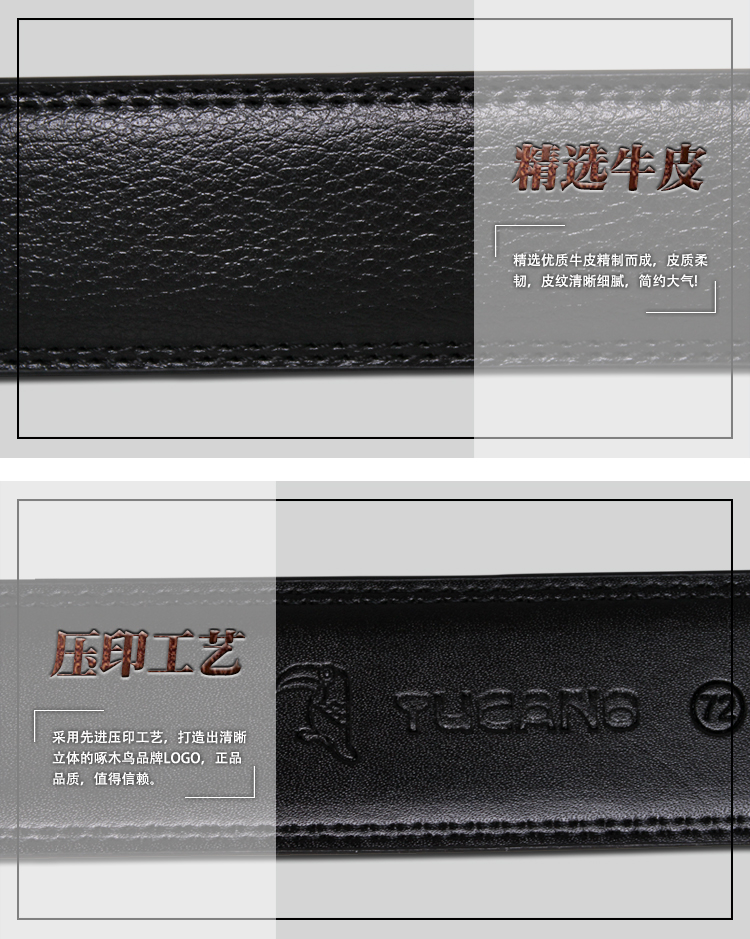 精选牛皮
精选优质牛皮精制而成，皮质柔
韧，皮纹清晰细腻，简约大气!
压印工艺
采用先进压印工艺，打造出清晰
立体的啄木鸟品牌LOGO，正品
品质，值得信赖。
YUCANG
72